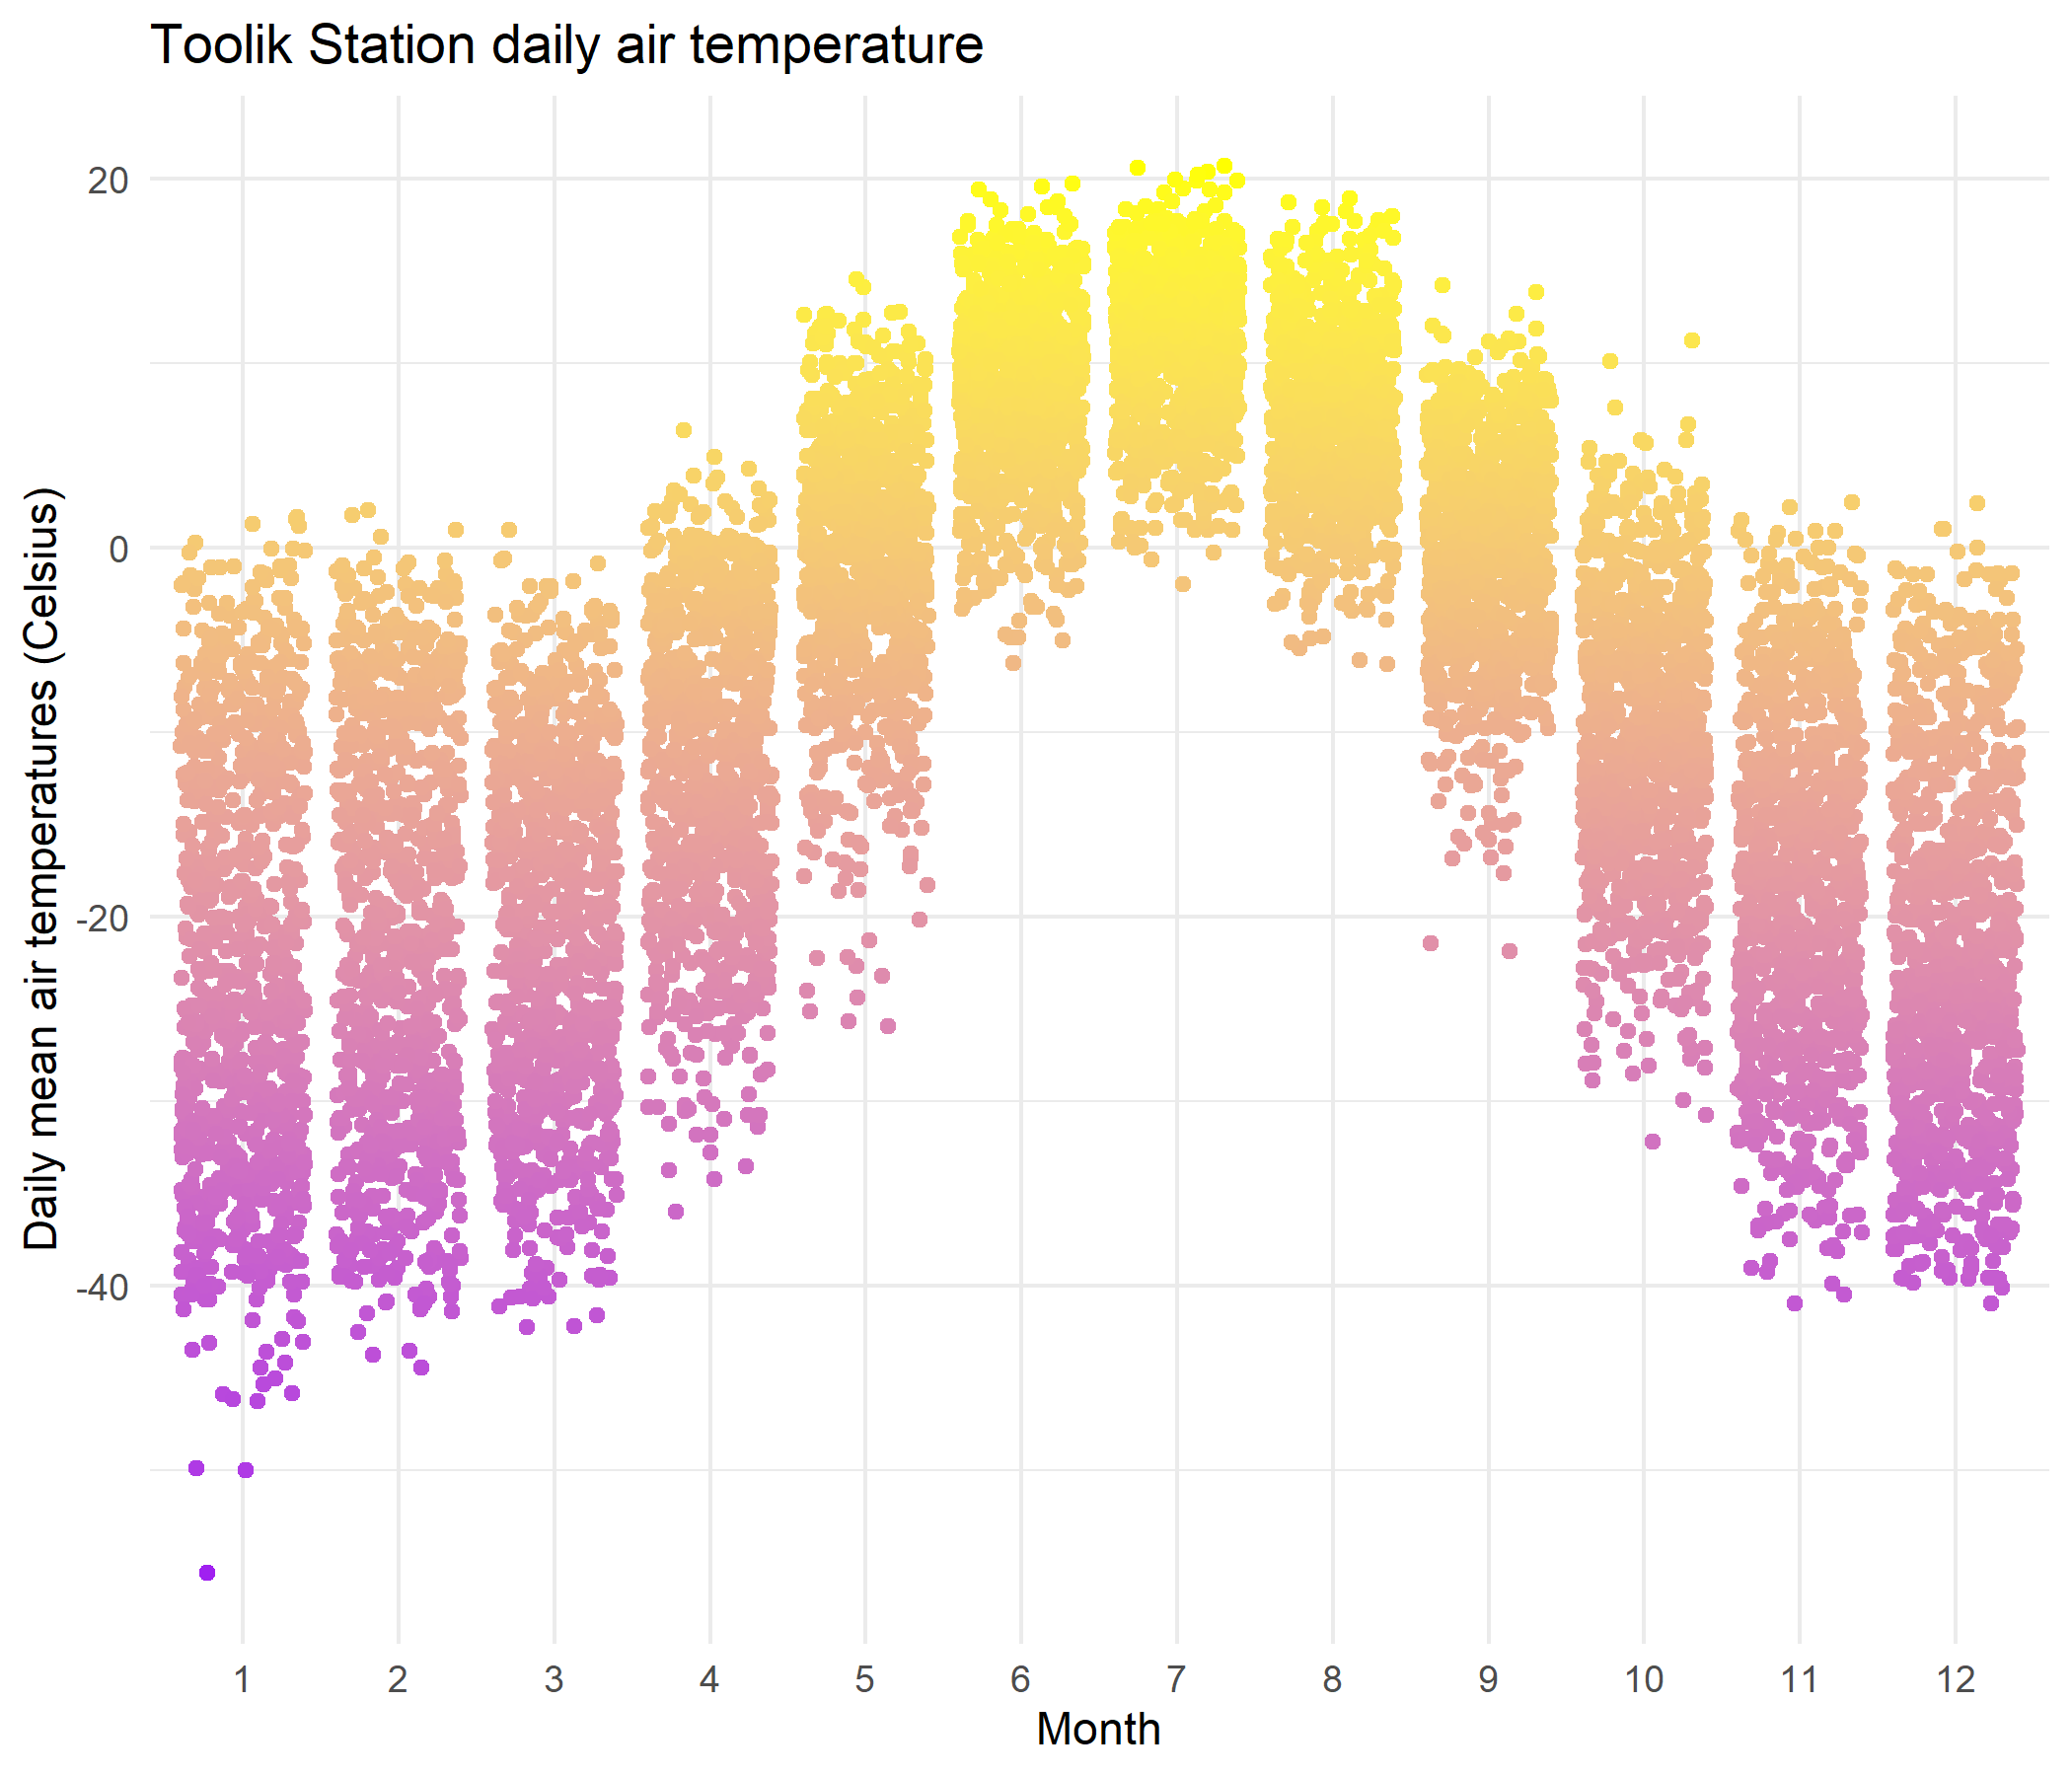 Toolik Station daily air temperature
Daily mean air temperatures (Celsius)
20
0
-20
-40
1 2 3 4 5 6 7 8 9 10 11 12
Month